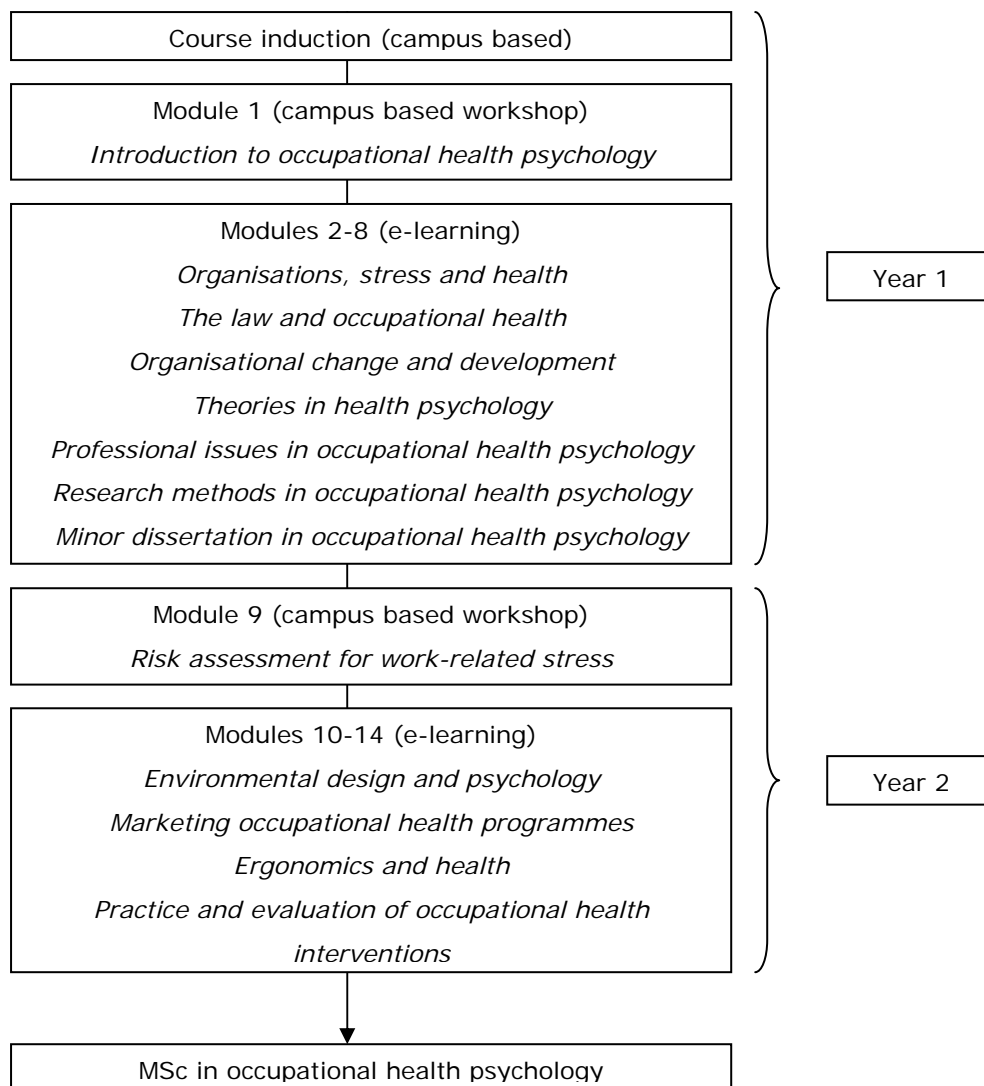 Course induction (campus based)
Module 1 (campus based workshop)
Introduction to occupational health psychology
Modules 2-8 (e-learning)
Organisations, stress and health
The law and occupational health
Organisational change and development
Theories in health psychology
Professional issues in occupational health psychology
Research methods in occupational health psychology
Minor dissertation in occupational health psychology
Year 1
Module 9 (campus based workshop)
Risk assessment for work-related stress
Modules 10-14 (e-learning)
Environmental design and psychology
Marketing occupational health programmes
Ergonomics and health
Practice and evaluation of occupational health
interventions
Year 2
MSc in occupational health psychology